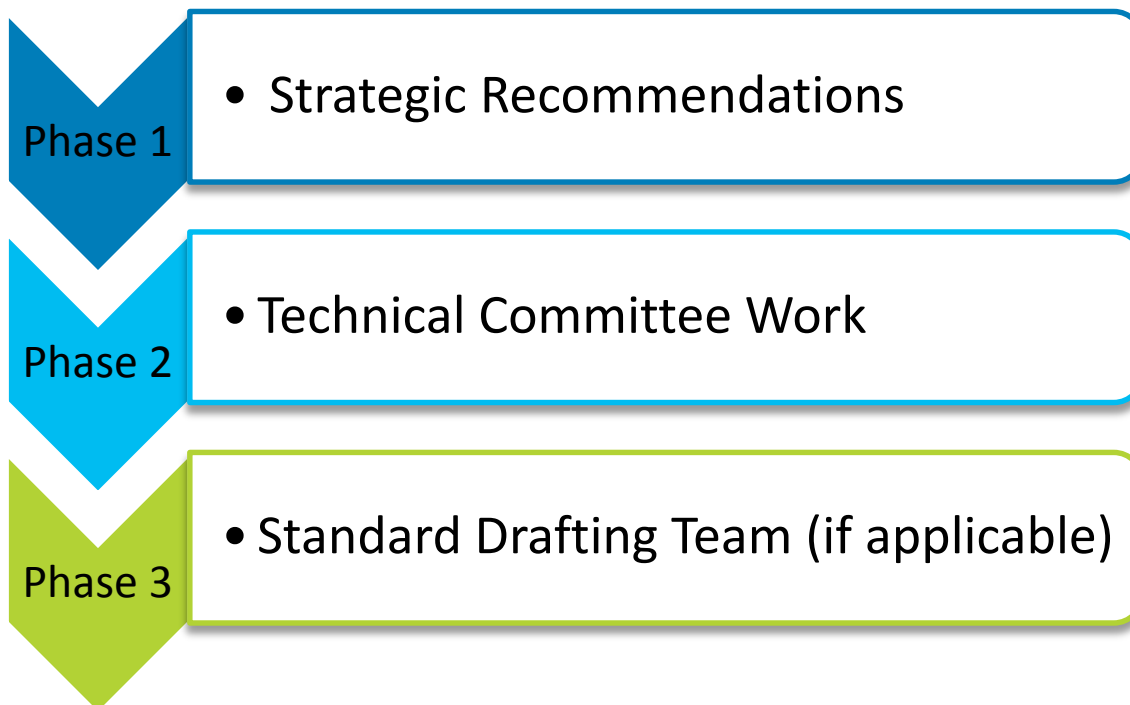 Phase 1
• Strategic Recommendations
Phase 2
• Technical Committee Work
Phase 3
• Standard Drafting Team (if applicable)